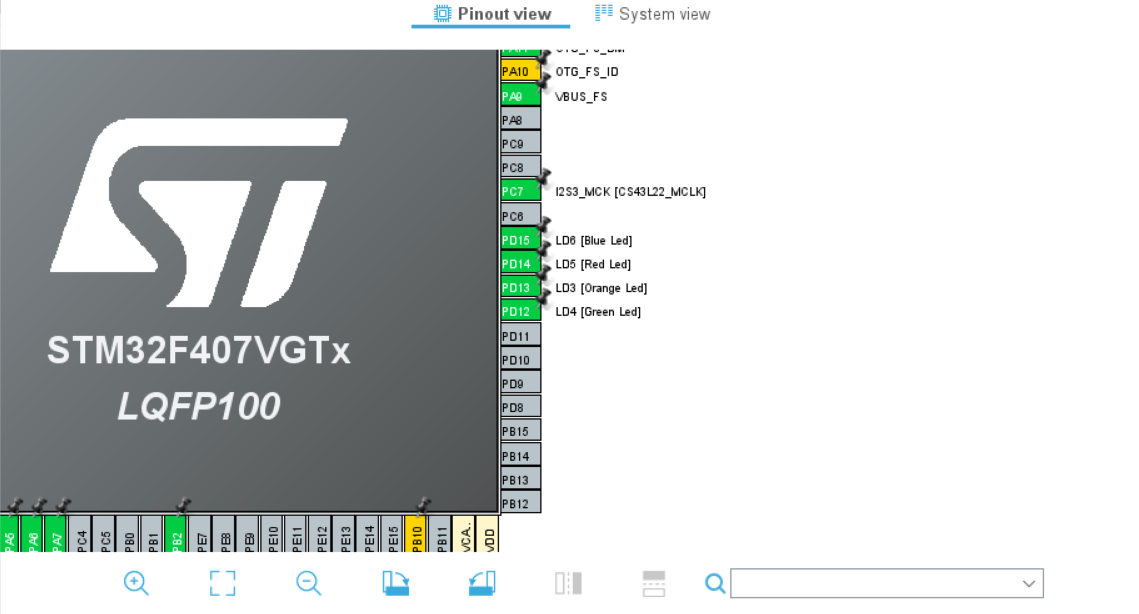 Pinout view
System view
PA10 OTG_FS_ID
PA9 VBUS_FS
PA8
PC9
PC8
PC7 I2S3_MCK [CS43L22_MCLK]
PC6
PD15 LD6 [Blue Led]
PD14 LD5 [Red Led]
PD13 LD3 [Orange Led]
PD12 LD4 [Green Led]
PD11
PD10
PD9
PD8
PB15
PB14
PB13
PB12
STM32F407VGTx
LQFP100
PA5
PA6
PA7
PC4
PC5
PB0
PB1
PB2
PE7
PE8
PE9
PE10
PE11
PE12
PE13
PE14
PE15
PB10
PB11
VCA..
VDD